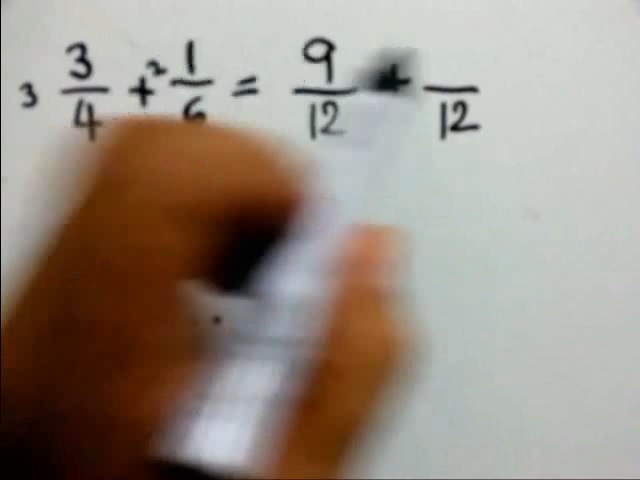 3 3/4 + 2 1/6 = 9/12 + /12